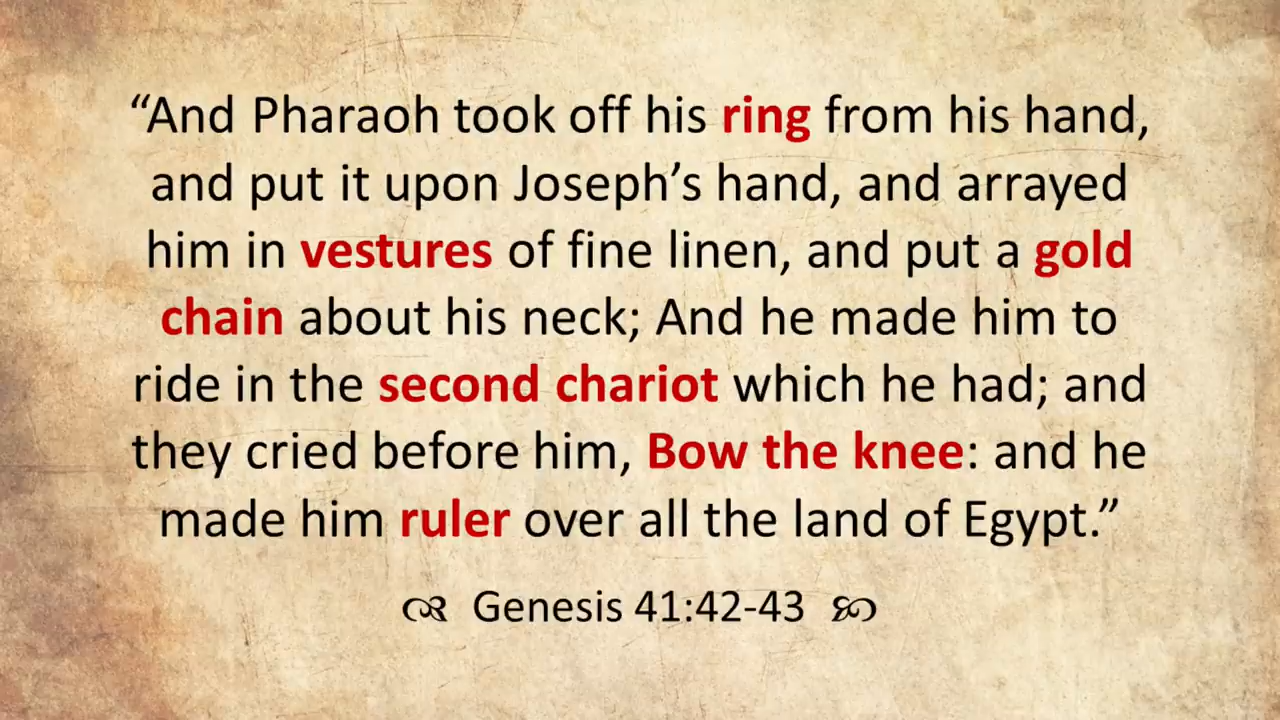 “And Pharaoh took off his ring from his hand,
and put it upon Joseph’s hand, and arrayed
him in vestures of fine linen, and put a gold
chain about his neck; And he made him to
ride in the second chariot which he had; and
they cried before him, Bow the knee: and he
made him ruler over all the land of Egypt.”
Genesis 41:42-43